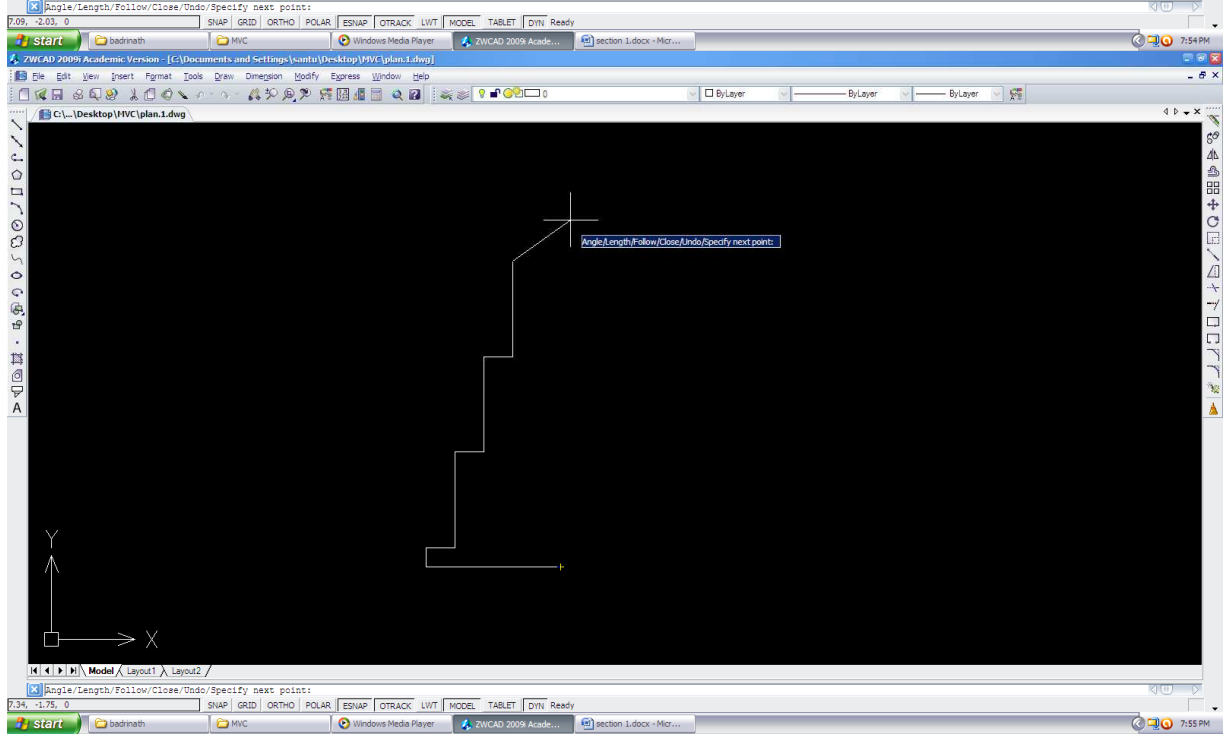 Angle/Length/Follow/Close/Undo/Specify next point:
7.09, -2.03, 0 SNAP GRID ORTHO POLAR ESNAP OTRACK LWT MODEL TABLET DYN Ready
start badrinath MVC Windows Media Player ZWCAD 2009i Acade... section 1.docx - Micr... 7:54 PM
ZWCAD 2009i Academic Version - [C:\Documents and Settings\santu\Desktop\MVC\plan.1.dwg]
File Edit View Insert Format Tools Draw Dimension Modify Express Window Help
0 ByLayer ByLayer ByLayer
C:\...\Desktop\MVC\plan.1.dwg
Angle/Length/Follow/Close/Undo/Specify next point:
A
Y
X
Model Layout1 Layout2
Angle/Length/Follow/Close/Undo/Specify next point:
7.34, -1.75, 0 SNAP GRID ORTHO POLAR ESNAP OTRACK LWT MODEL TABLET DYN Ready
start badrinath MVC Windows Media Player ZWCAD 2009i Acade... section 1.docx - Micr... 7:55 PM